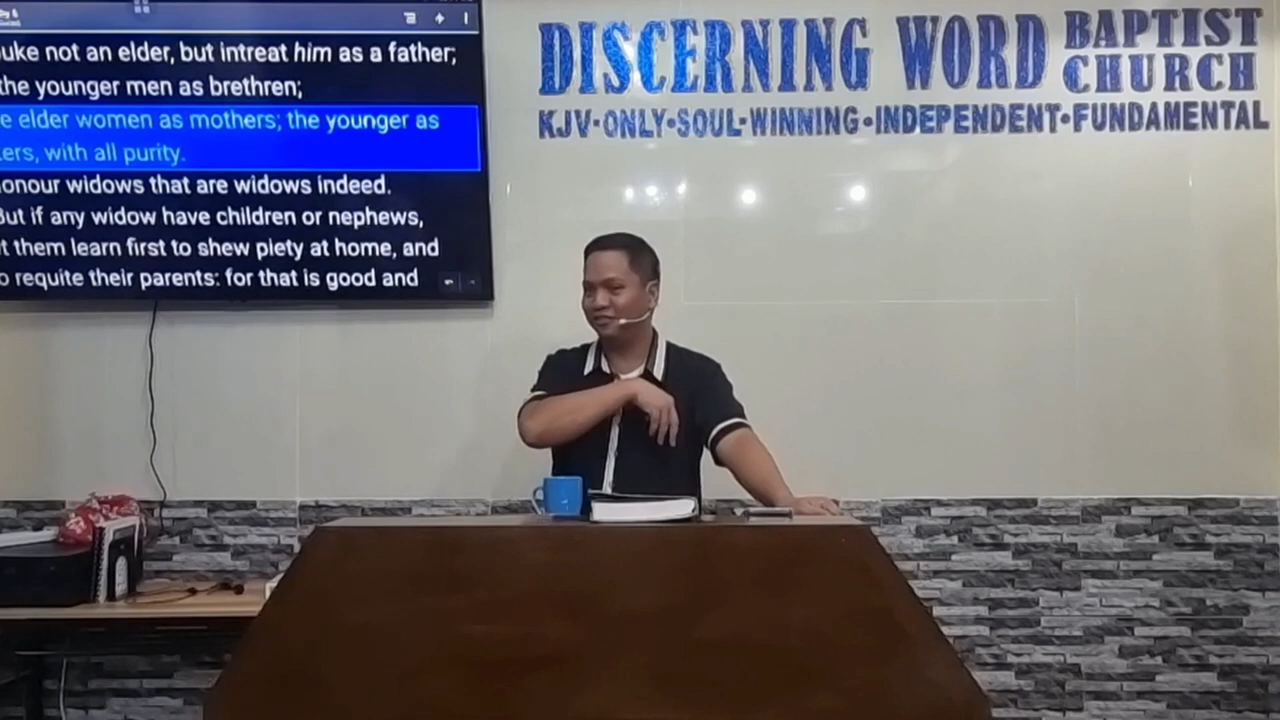 uke not an elder, but intreat him as a father;
the younger men as brethren;
e elder women as mothers; the younger as
ers, with all purity.
onour widows that are widows indeed.
But if any widow have children or nephews,
t them learn first to shew piety at home, and
o requite their parents: for that is good and
DISCERNING WORD BAPTIST CHURCH
KJV-ONLY•SOUL-WINNING•INDEPENDENT•FUNDAMENTAL